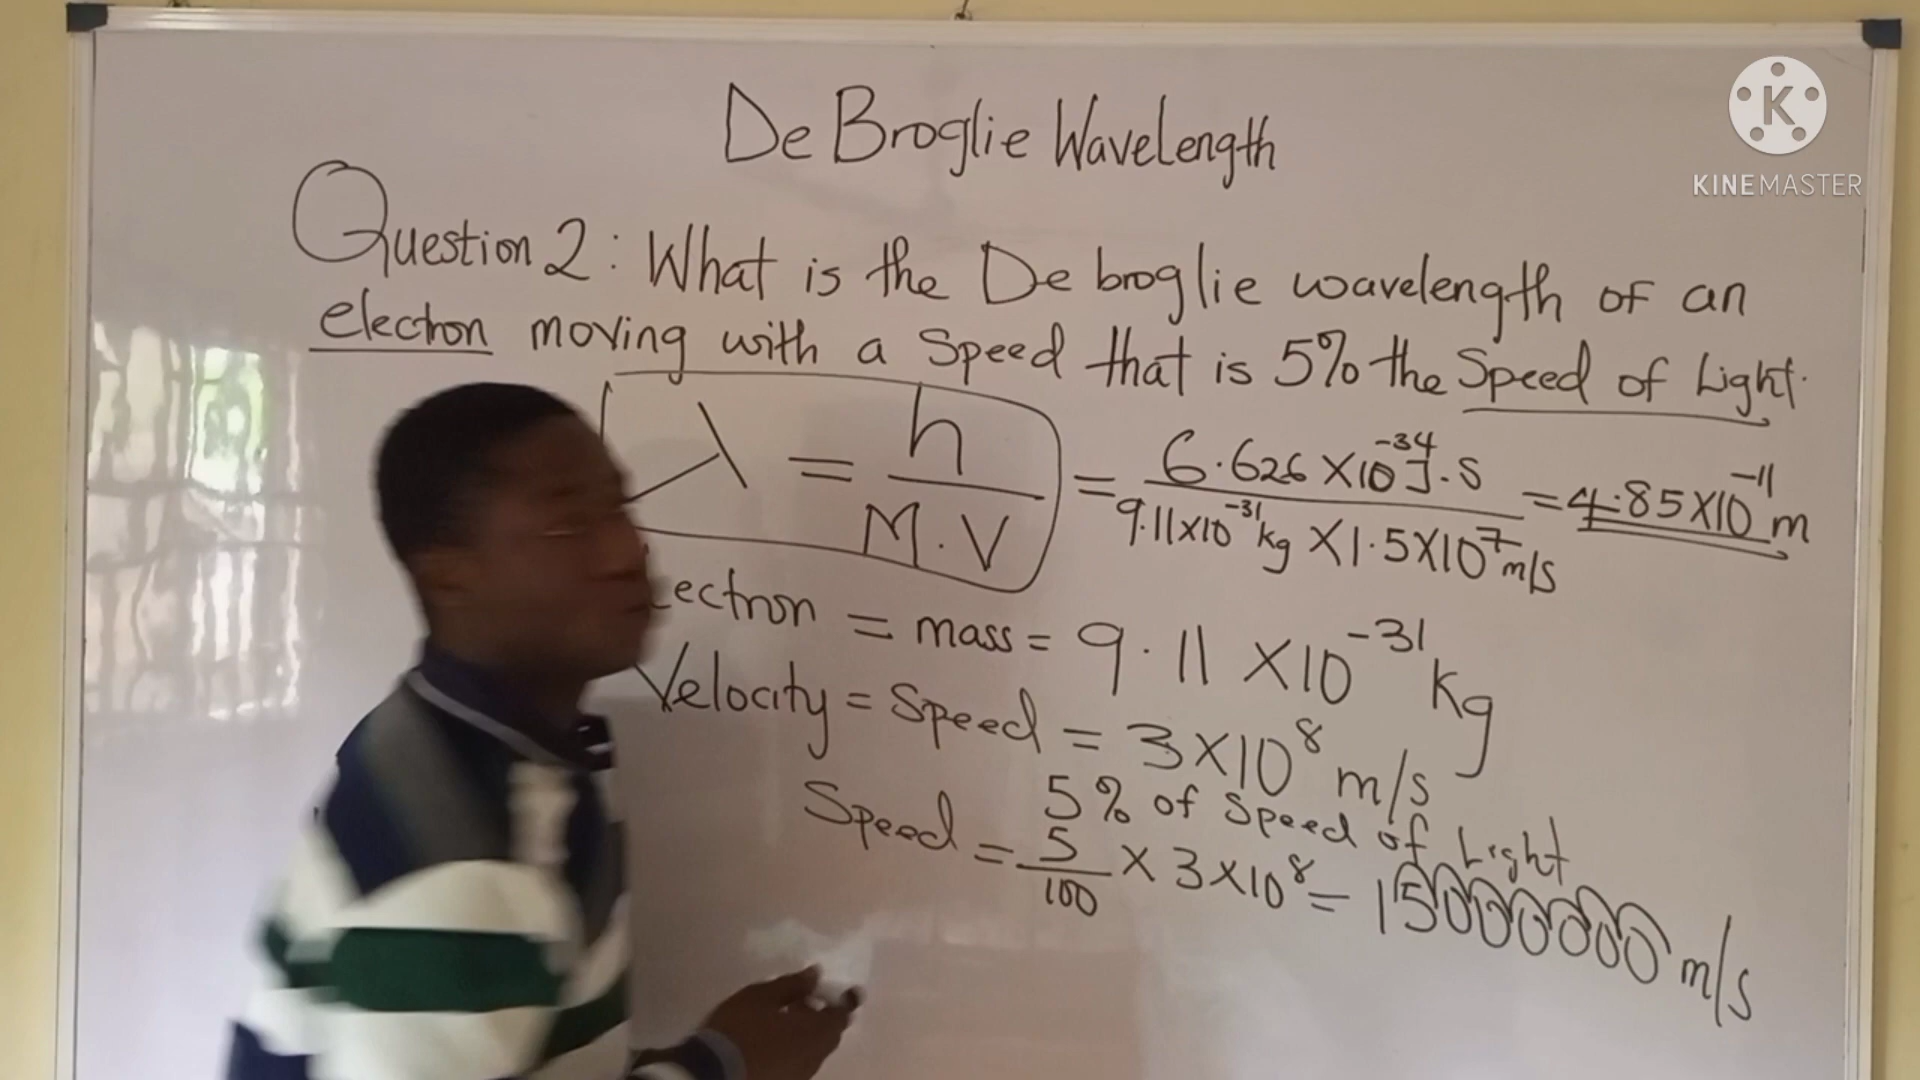 De Broglie Wavelength
KINEMASTER
Question 2: What is the De broglie wavelength of an
electron moving with a Speed that is 5% the Speed of Light.
λ = h / M.V = 6.626 X10^-34 J.S / 9.11X10^-31 kg X 1.5X10^7 m/s = 4.85X10^-11 m
lectron = mass = 9.11 X10^-31 kg
Velocity = Speed = 3X10^8 m/s
5% of Speed of Light
Speed = 5/100 X 3X10^8 = 15000000 m/s